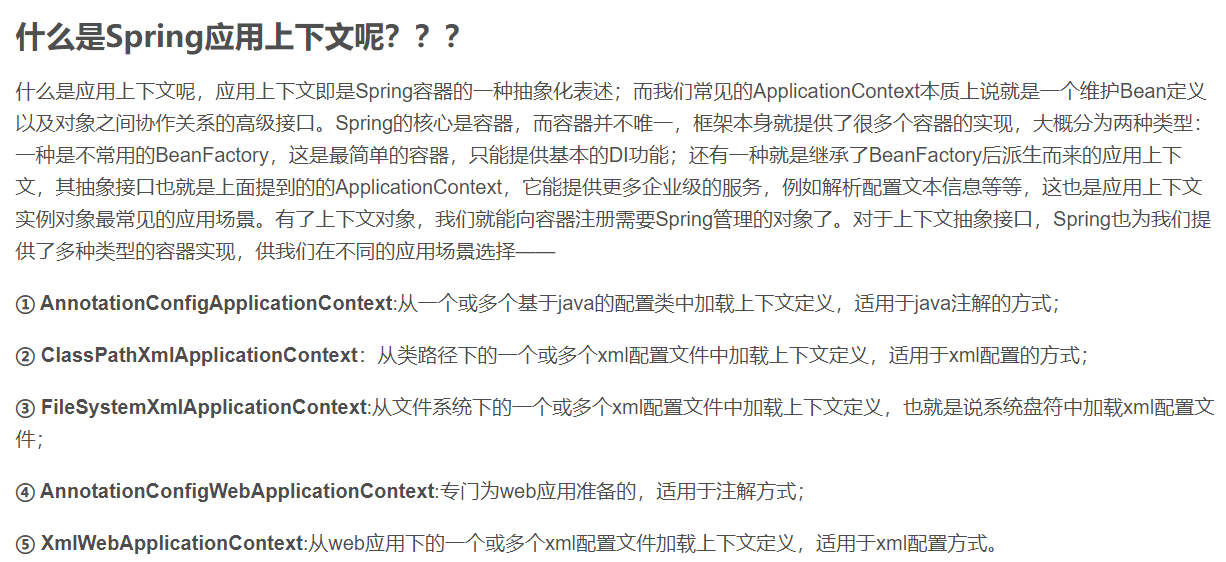 什么是Spring应用上下文呢？？？
什么是应用上下文呢，应用上下文即是Spring容器的一种抽象化表述；而我们常见的ApplicationContext本质上说就是一个维护Bean定义
以及对象之间协作关系的高级接口。Spring的核心是容器，而容器并不唯一，框架本身就提供了很多个容器的实现，大概分为两种类型：
一种是不常用的BeanFactory，这是最简单的容器，只能提供基本的DI功能；还有一种就是继承了BeanFactory后派生而来的应用上下
文，其抽象接口也就是上面提到的的ApplicationContext，它能提供更多企业级的服务，例如解析配置文本信息等等，这也是应用上下文
实例对象最常见的应用场景。有了上下文对象，我们就能向容器注册需要Spring管理的对象了。对于上下文抽象接口，Spring也为我们提
供了多种类型的容器实现，供我们在不同的应用场景选择——
① AnnotationConfigApplicationContext:从一个或多个基于java的配置类中加载上下文定义，适用于java注解的方式；
② ClassPathXmlApplicationContext：从类路径下的一个或多个xml配置文件中加载上下文定义，适用于xml配置的方式；
③ FileSystemXmlApplicationContext:从文件系统下的一个或多个xml配置文件中加载上下文定义，也就是说系统盘符中加载xml配置文
件；
④ AnnotationConfigWebApplicationContext:专门为web应用准备的，适用于注解方式；
⑤ XmlWebApplicationContext:从web应用下的一个或多个xml配置文件加载上下文定义，适用于xml配置方式。